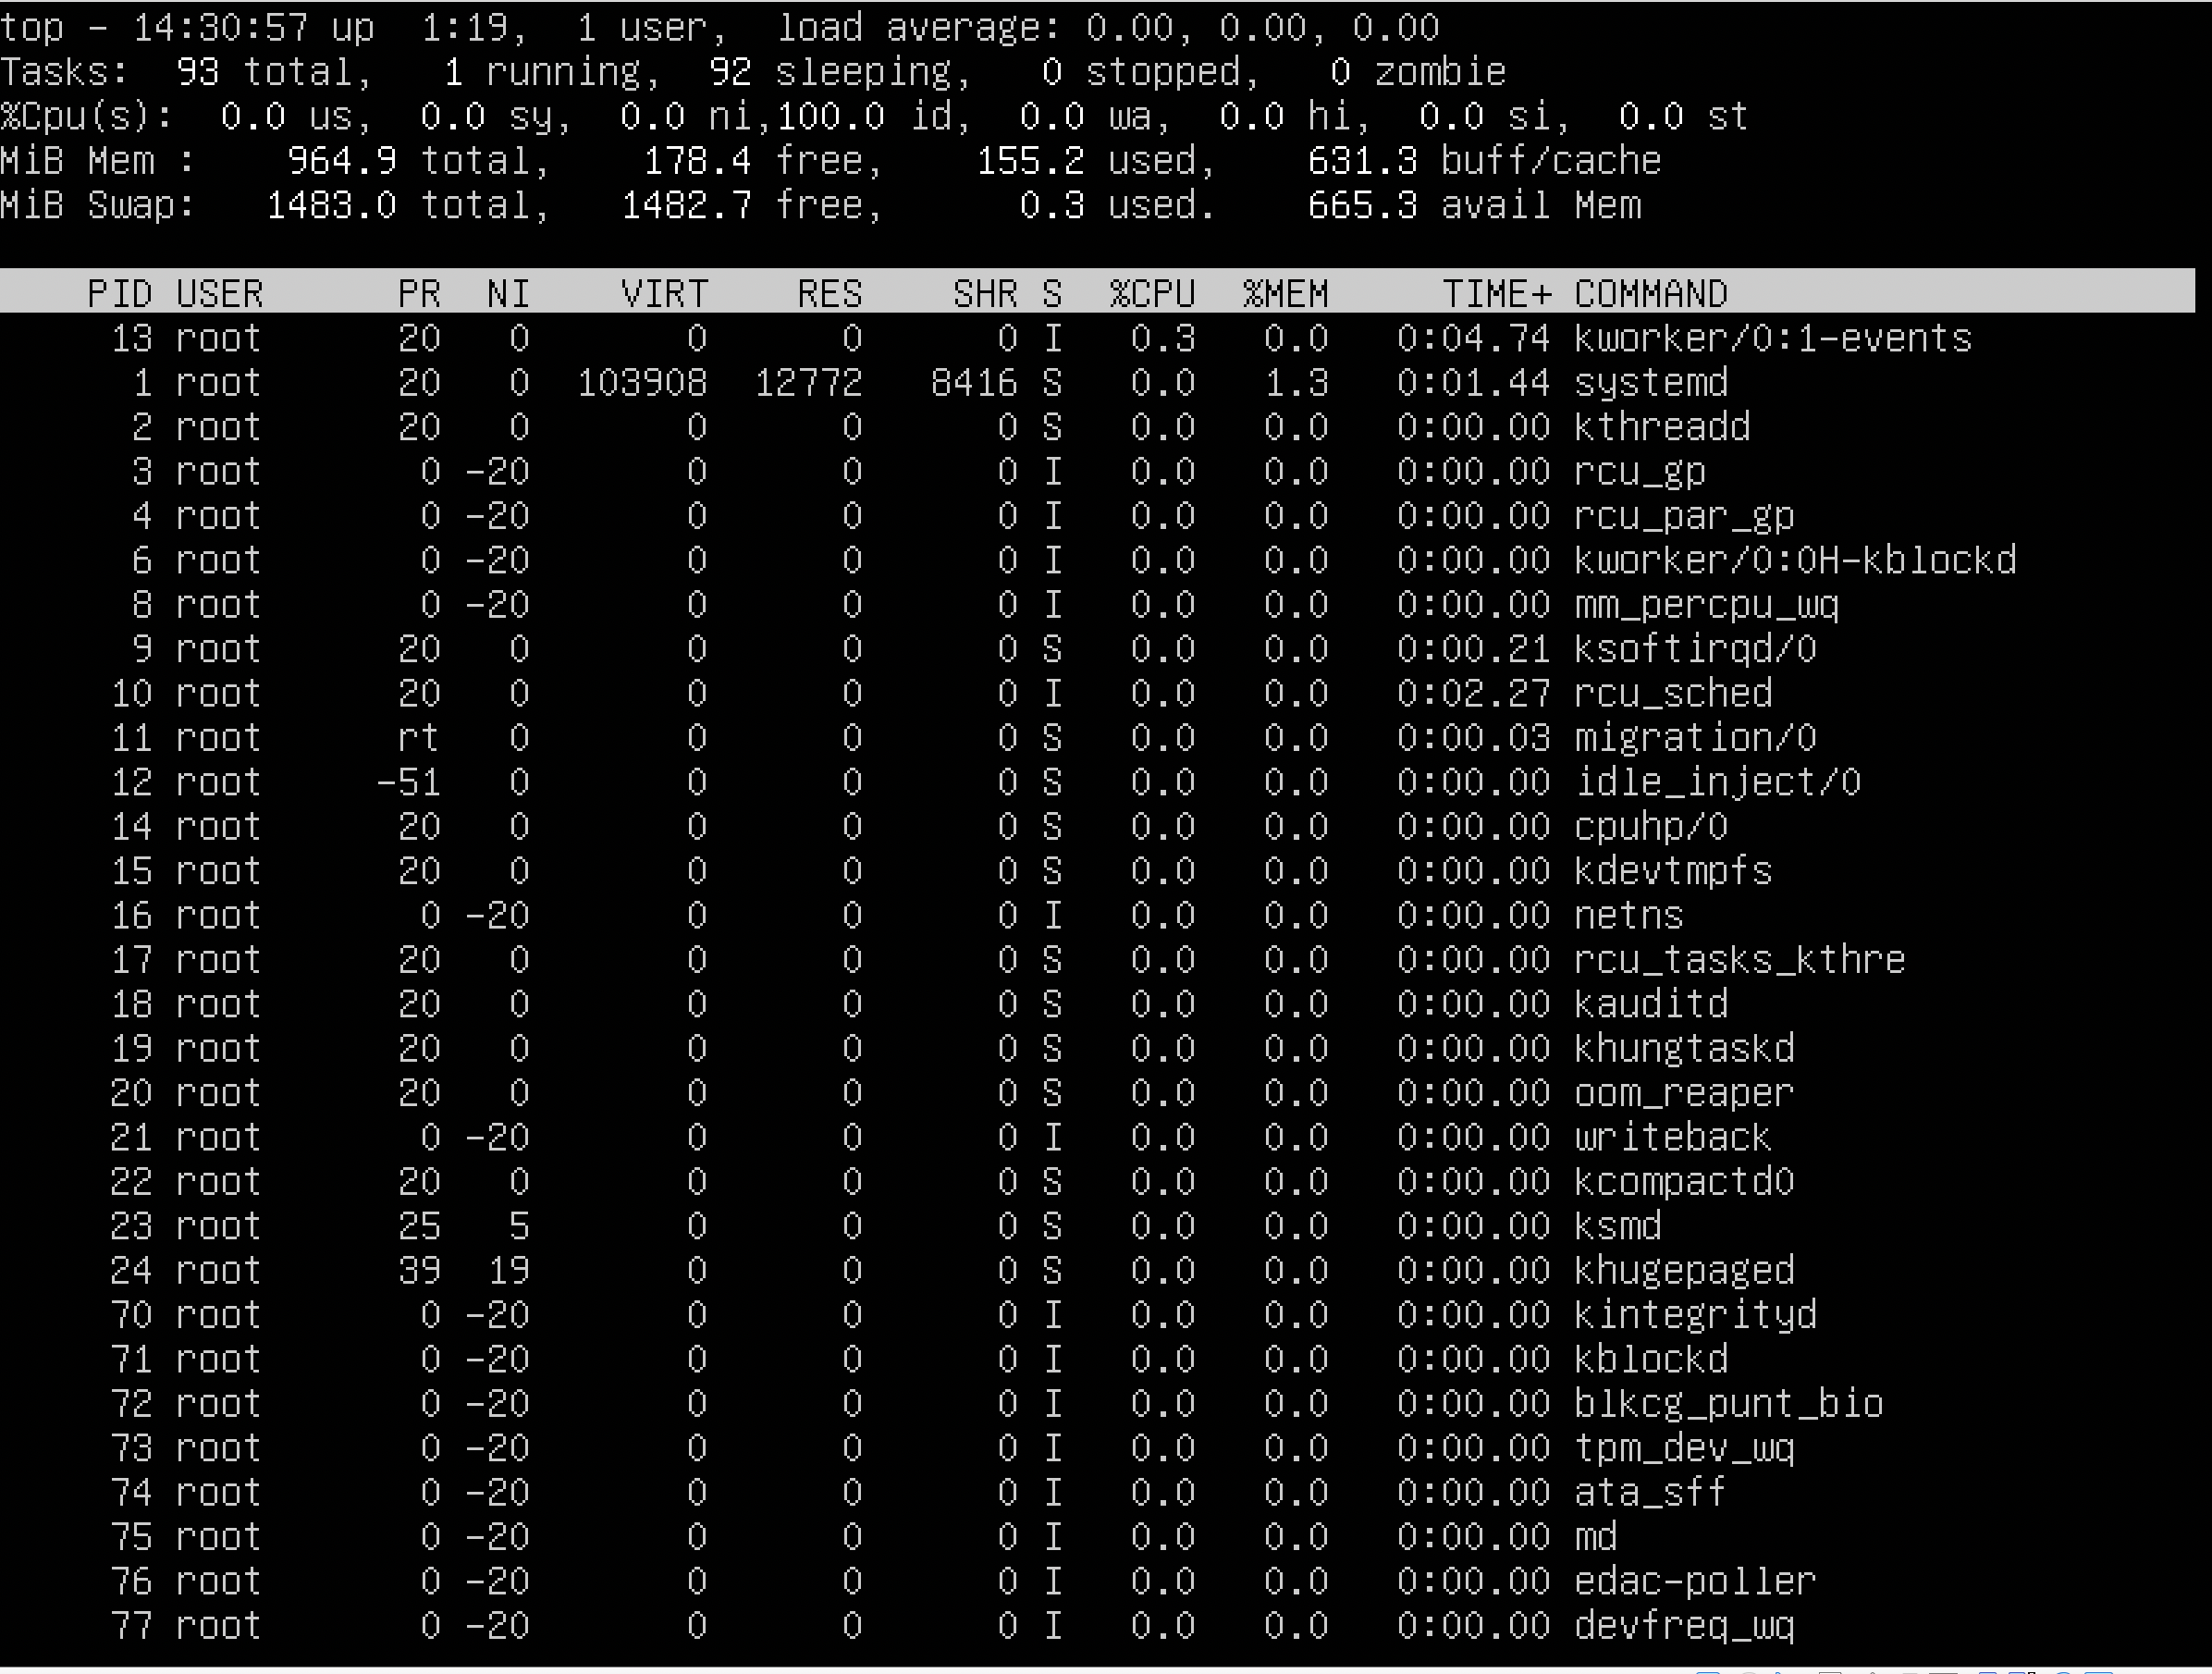 top - 14:30:57 up  1:19,  1 user,  load average: 0.00, 0.00, 0.00
Tasks:  93 total,   1 running,  92 sleeping,   0 stopped,   0 zombie
%Cpu(s):  0.0 us,  0.0 sy,  0.0 ni,100.0 id,  0.0 wa,  0.0 hi,  0.0 si,  0.0 st
MiB Mem :    964.9 total,    178.4 free,    155.2 used,    631.3 buff/cache
MiB Swap:   1483.0 total,   1482.7 free,      0.3 used.    665.3 avail Mem
PID USER      PR  NI    VIRT    RES    SHR S  %CPU  %MEM     TIME+ COMMAND
13 root      20   0       0      0      0 I   0.3   0.0   0:04.74 kworker/0:1-events
1 root      20   0  103908  12772   8416 S   0.0   1.3   0:01.44 systemd
2 root      20   0       0      0      0 S   0.0   0.0   0:00.00 kthreadd
3 root       0 -20       0      0      0 I   0.0   0.0   0:00.00 rcu_gp
4 root       0 -20       0      0      0 I   0.0   0.0   0:00.00 rcu_par_gp
6 root       0 -20       0      0      0 I   0.0   0.0   0:00.00 kworker/0:0H-kblockd
8 root       0 -20       0      0      0 I   0.0   0.0   0:00.00 mm_percpu_wq
9 root      20   0       0      0      0 S   0.0   0.0   0:00.21 ksoftirqd/0
10 root      20   0       0      0      0 I   0.0   0.0   0:02.27 rcu_sched
11 root      rt   0       0      0      0 S   0.0   0.0   0:00.03 migration/0
12 root     -51   0       0      0      0 S   0.0   0.0   0:00.00 idle_inject/0
14 root      20   0       0      0      0 S   0.0   0.0   0:00.00 cpuhp/0
15 root      20   0       0      0      0 S   0.0   0.0   0:00.00 kdevtmpfs
16 root       0 -20       0      0      0 I   0.0   0.0   0:00.00 netns
17 root      20   0       0      0      0 S   0.0   0.0   0:00.00 rcu_tasks_kthre
18 root      20   0       0      0      0 S   0.0   0.0   0:00.00 kauditd
19 root      20   0       0      0      0 S   0.0   0.0   0:00.00 khungtaskd
20 root      20   0       0      0      0 S   0.0   0.0   0:00.00 oom_reaper
21 root       0 -20       0      0      0 I   0.0   0.0   0:00.00 writeback
22 root      20   0       0      0      0 S   0.0   0.0   0:00.00 kcompactd0
23 root      25   5       0      0      0 S   0.0   0.0   0:00.00 ksmd
24 root      39  19       0      0      0 S   0.0   0.0   0:00.00 khugepaged
70 root       0 -20       0      0      0 I   0.0   0.0   0:00.00 kintegrityd
71 root       0 -20       0      0      0 I   0.0   0.0   0:00.00 kblockd
72 root       0 -20       0      0      0 I   0.0   0.0   0:00.00 blkcg_punt_bio
73 root       0 -20       0      0      0 I   0.0   0.0   0:00.00 tpm_dev_wq
74 root       0 -20       0      0      0 I   0.0   0.0   0:00.00 ata_sff
75 root       0 -20       0      0      0 I   0.0   0.0   0:00.00 md
76 root       0 -20       0      0      0 I   0.0   0.0   0:00.00 edac-poller
77 root       0 -20       0      0      0 I   0.0   0.0   0:00.00 devfreq_wq